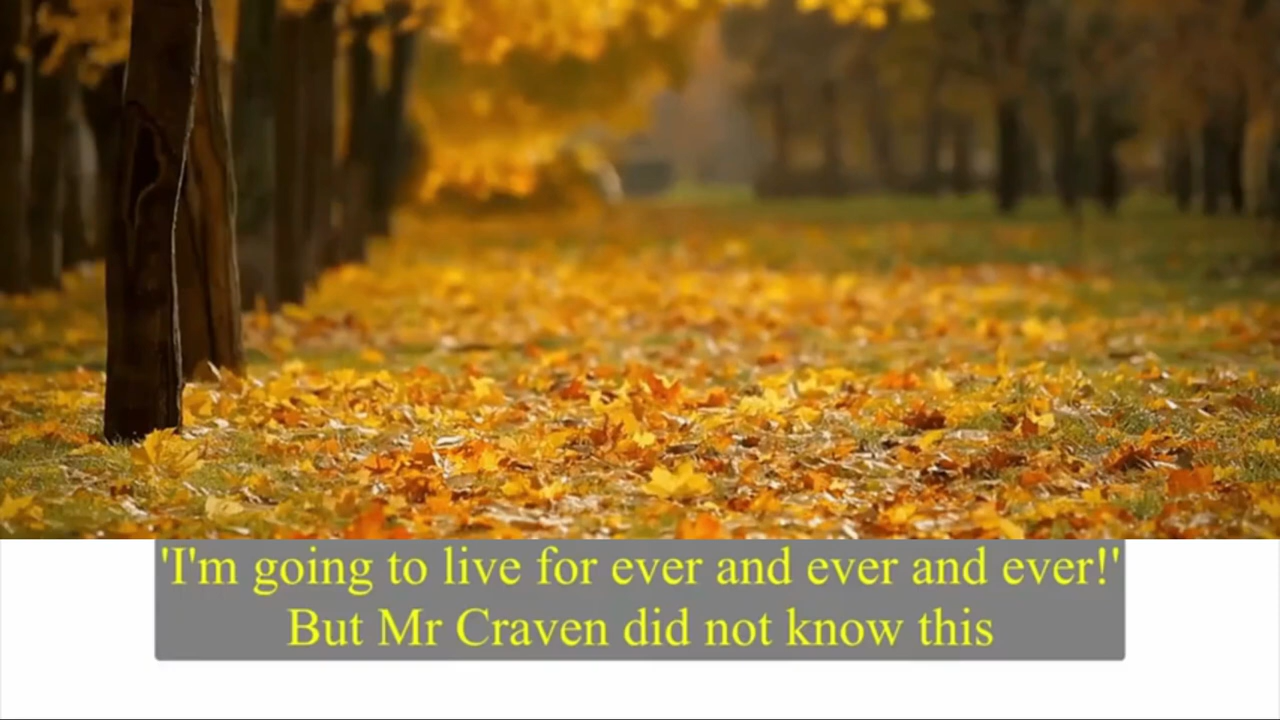 'I'm going to live for ever and ever and ever!'
But Mr Craven did not know this